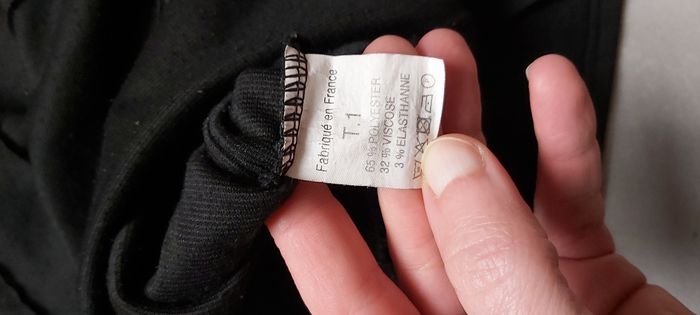 Fabriqué en France
T.1
65 % POLYESTER
32 % VISCOSE
3 % ELASTHANNE